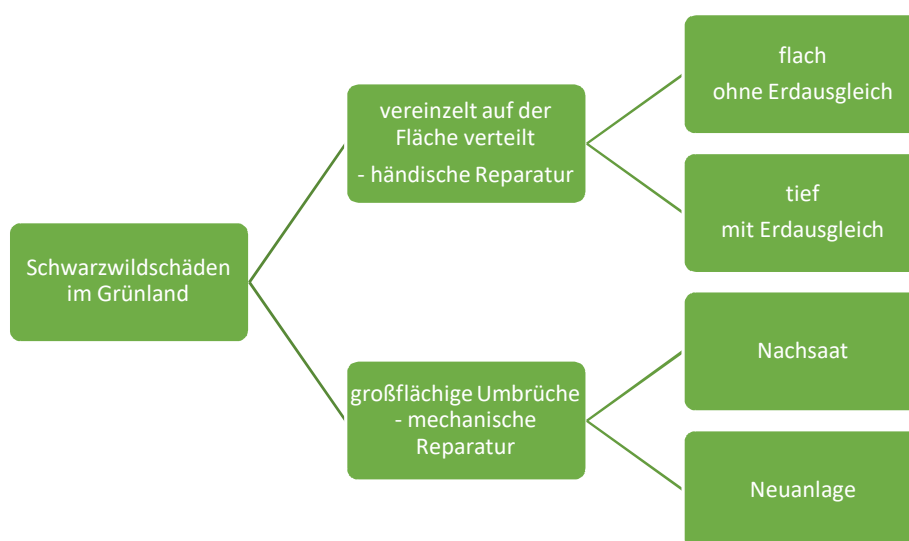 Schwarzwildschäden
im Grünland
vereinzelt auf der
Fläche verteilt
- händische Reparatur
flach
ohne Erdausgleich
tief
mit Erdausgleich
großflächige Umbrüche
- mechanische
Reparatur
Nachsaat
Neuanlage